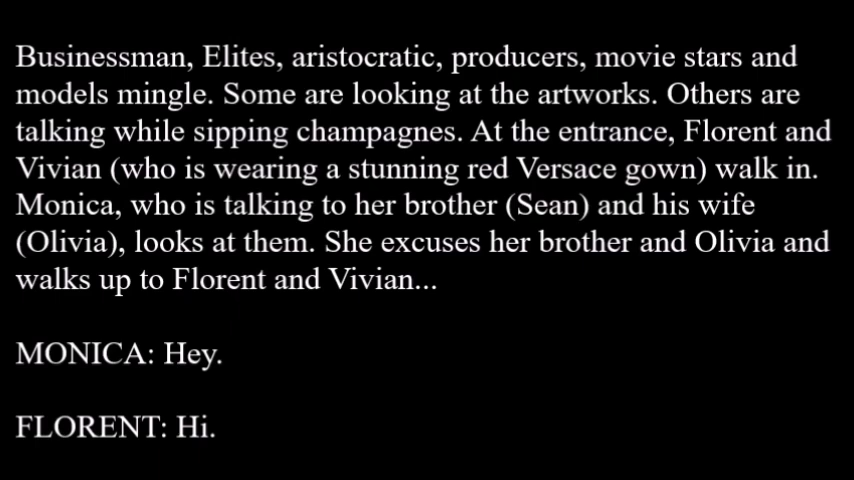 Businessman, Elites, aristocratic, producers, movie stars and
models mingle. Some are looking at the artworks. Others are
talking while sipping champagnes. At the entrance, Florent and
Vivian (who is wearing a stunning red Versace gown) walk in.
Monica, who is talking to her brother (Sean) and his wife
(Olivia), looks at them. She excuses her brother and Olivia and
walks up to Florent and Vivian...
MONICA: Hey.
FLORENT: Hi.